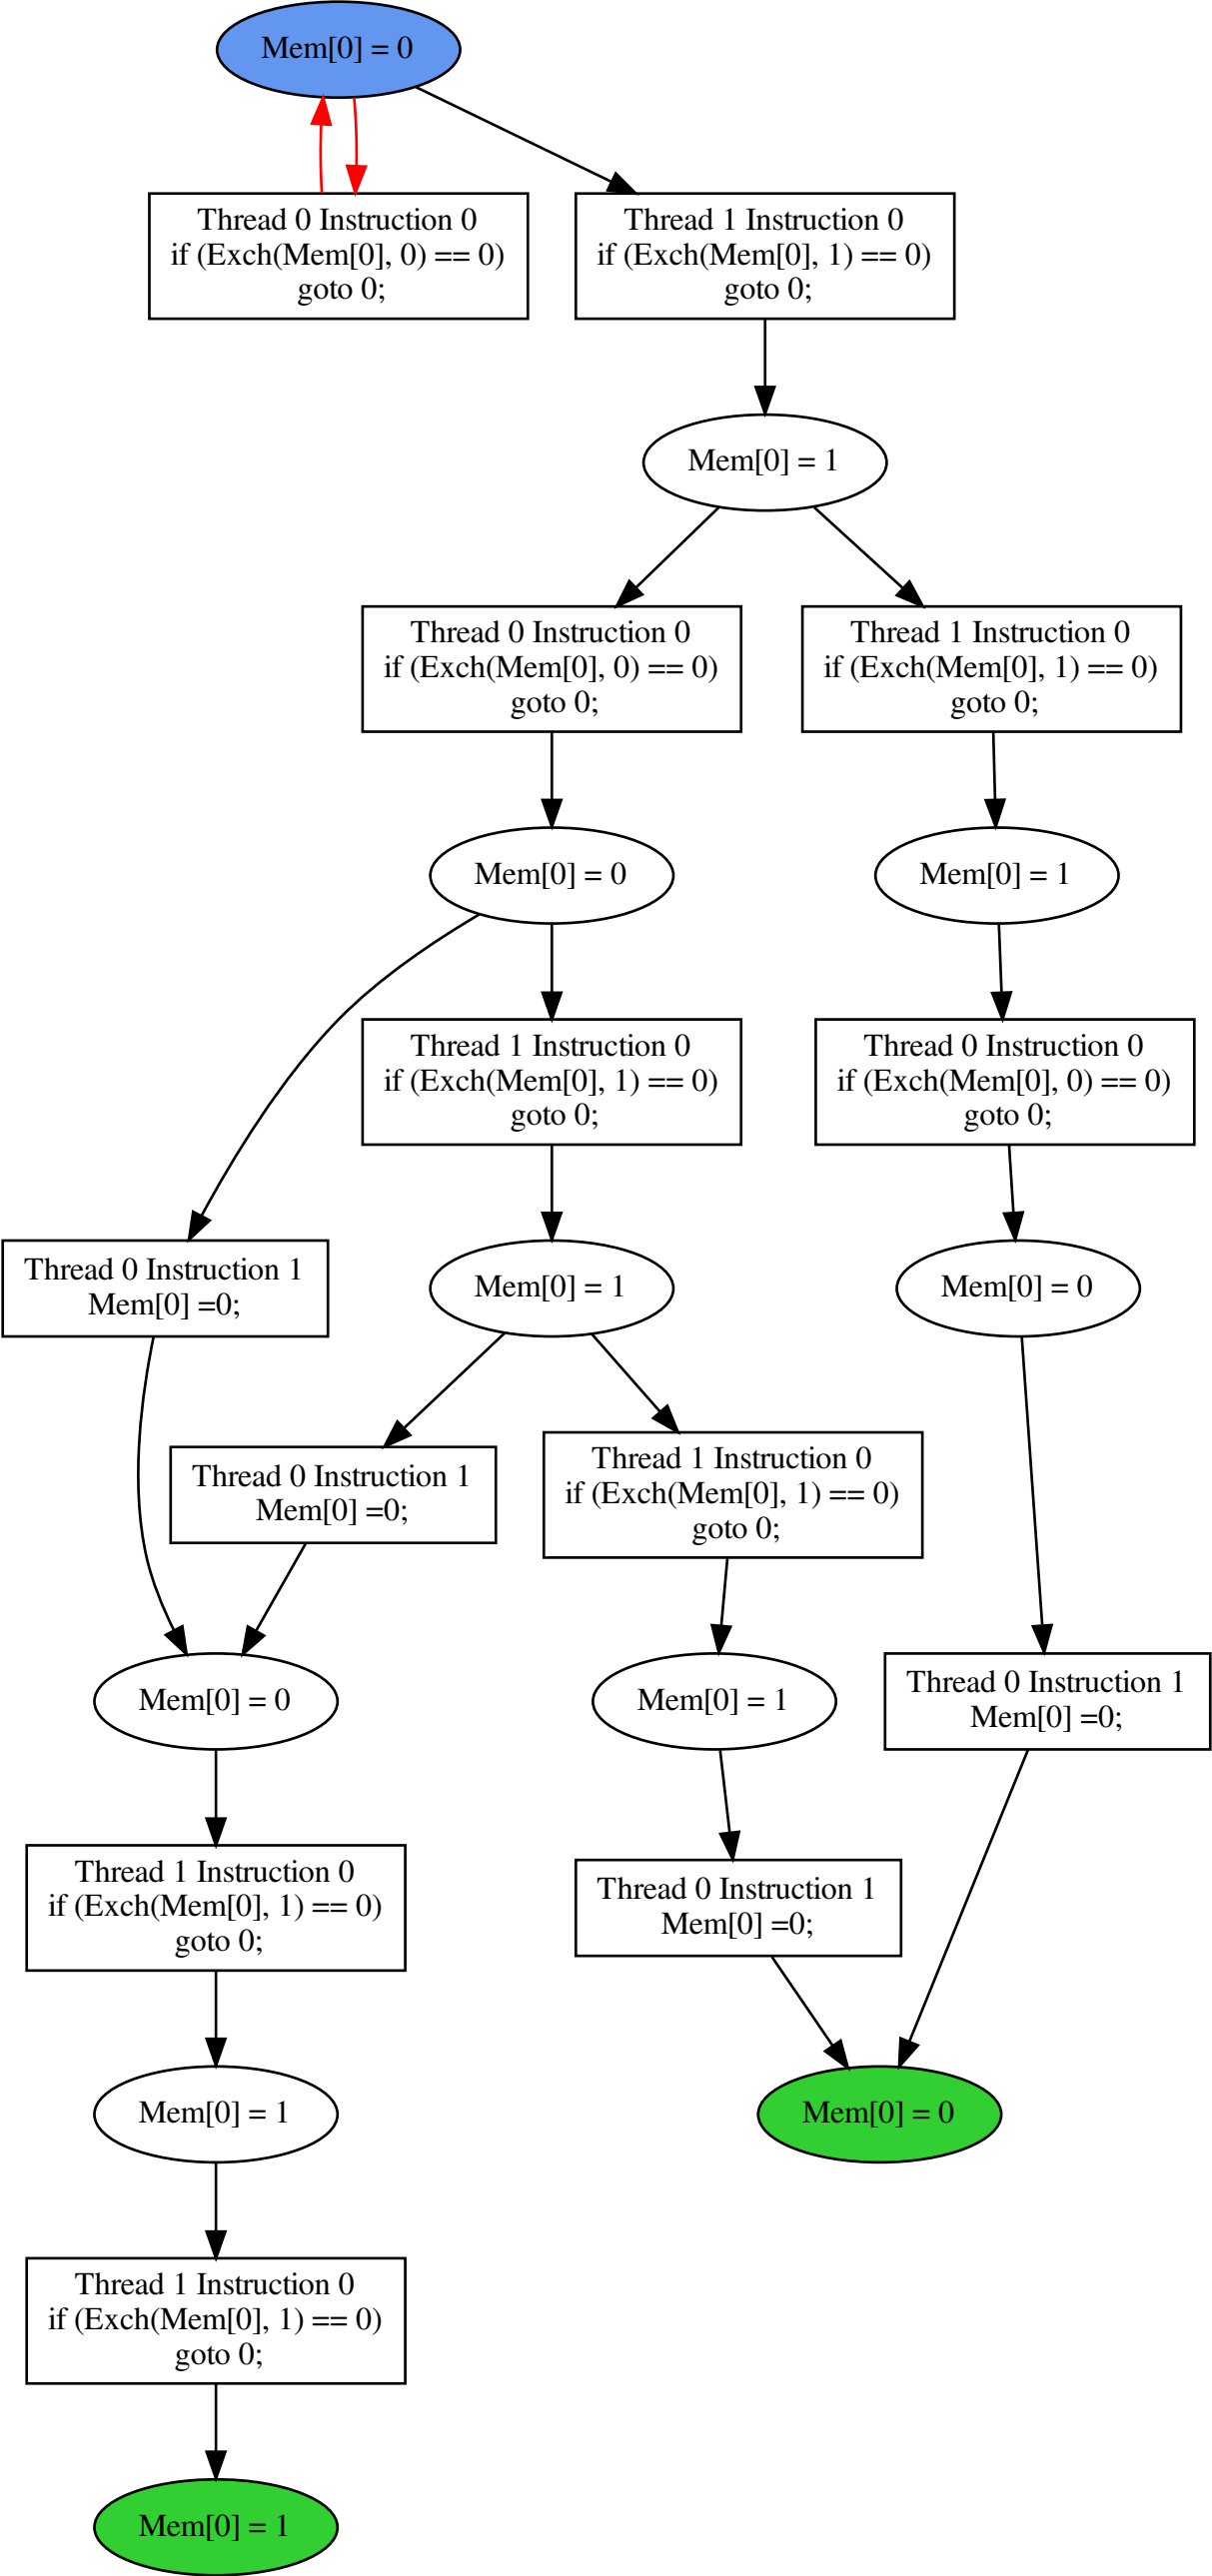 Mem[0] = 0
Thread 0 Instruction 0
if (Exch(Mem[0], 0) == 0)
goto 0;
Thread 1 Instruction 0
if (Exch(Mem[0], 1) == 0)
goto 0;
Mem[0] = 1
Thread 0 Instruction 0
if (Exch(Mem[0], 0) == 0)
goto 0;
Thread 1 Instruction 0
if (Exch(Mem[0], 1) == 0)
goto 0;
Mem[0] = 0
Mem[0] = 1
Thread 1 Instruction 0
if (Exch(Mem[0], 1) == 0)
goto 0;
Thread 0 Instruction 0
if (Exch(Mem[0], 0) == 0)
goto 0;
Thread 0 Instruction 1
Mem[0] =0;
Mem[0] = 1
Mem[0] = 0
Thread 0 Instruction 1
Mem[0] =0;
Thread 1 Instruction 0
if (Exch(Mem[0], 1) == 0)
goto 0;
Mem[0] = 0
Mem[0] = 1
Thread 0 Instruction 1
Mem[0] =0;
Thread 1 Instruction 0
if (Exch(Mem[0], 1) == 0)
goto 0;
Thread 0 Instruction 1
Mem[0] =0;
Mem[0] = 1
Mem[0] = 0
Thread 1 Instruction 0
if (Exch(Mem[0], 1) == 0)
goto 0;
Mem[0] = 1